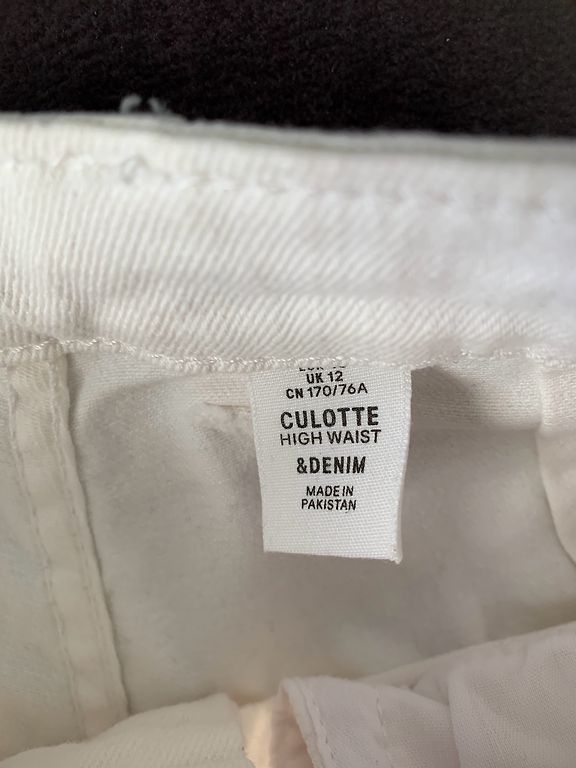 UK 12
CN 170/76A
CULOTTE
HIGH WAIST
&DENIM
MADE IN
PAKISTAN